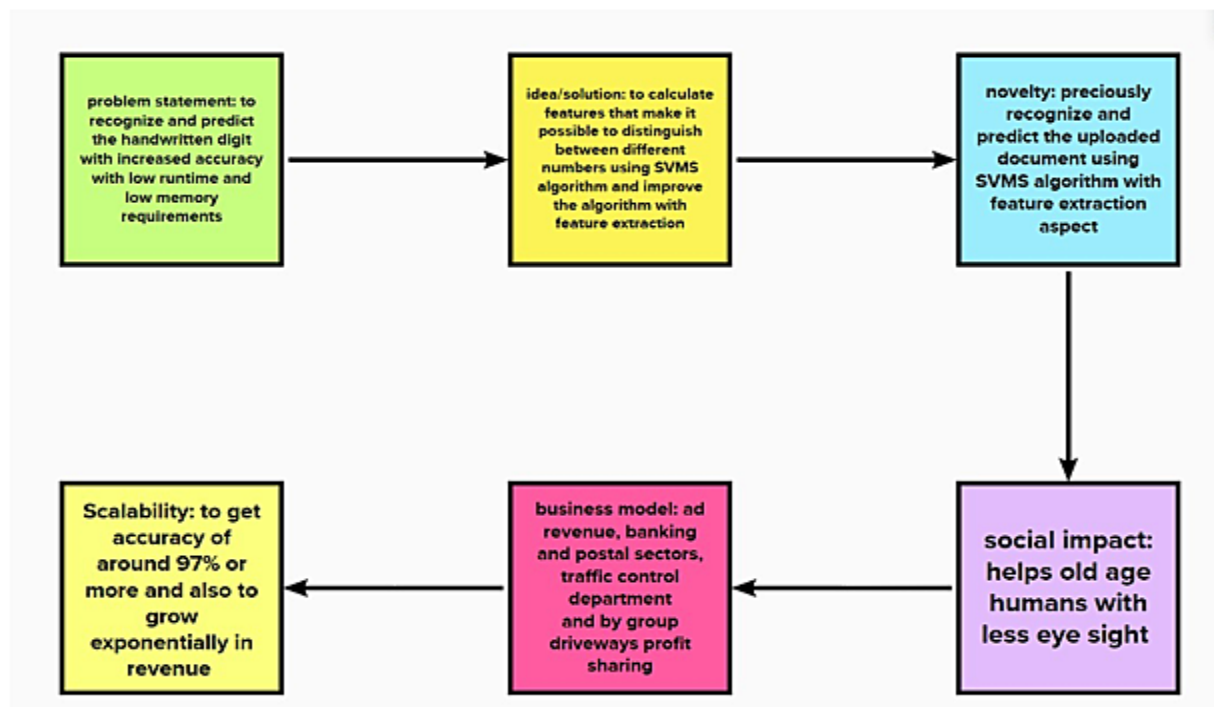 problem statement: to
recognize and predict
the handwritten digit
with increased accuracy
with low runtime and
low memory
requirements
idea/solution: to calculate
features that make it
possible to distinguish
between different
numbers using SVMS
algorithm and improve
the algorithm with
feature extraction
novelty: preciously
recognize and
predict the uploaded
document using
SVMS algorithm with
feature extraction
aspect
social impact:
helps old age
humans with
less eye sight
business model: ad
revenue, banking
and postal sectors,
traffic control
department
and by group
driveways profit
sharing
Scalability: to get
accuracy of
around 97% or
more and also to
grow
exponentially in
revenue